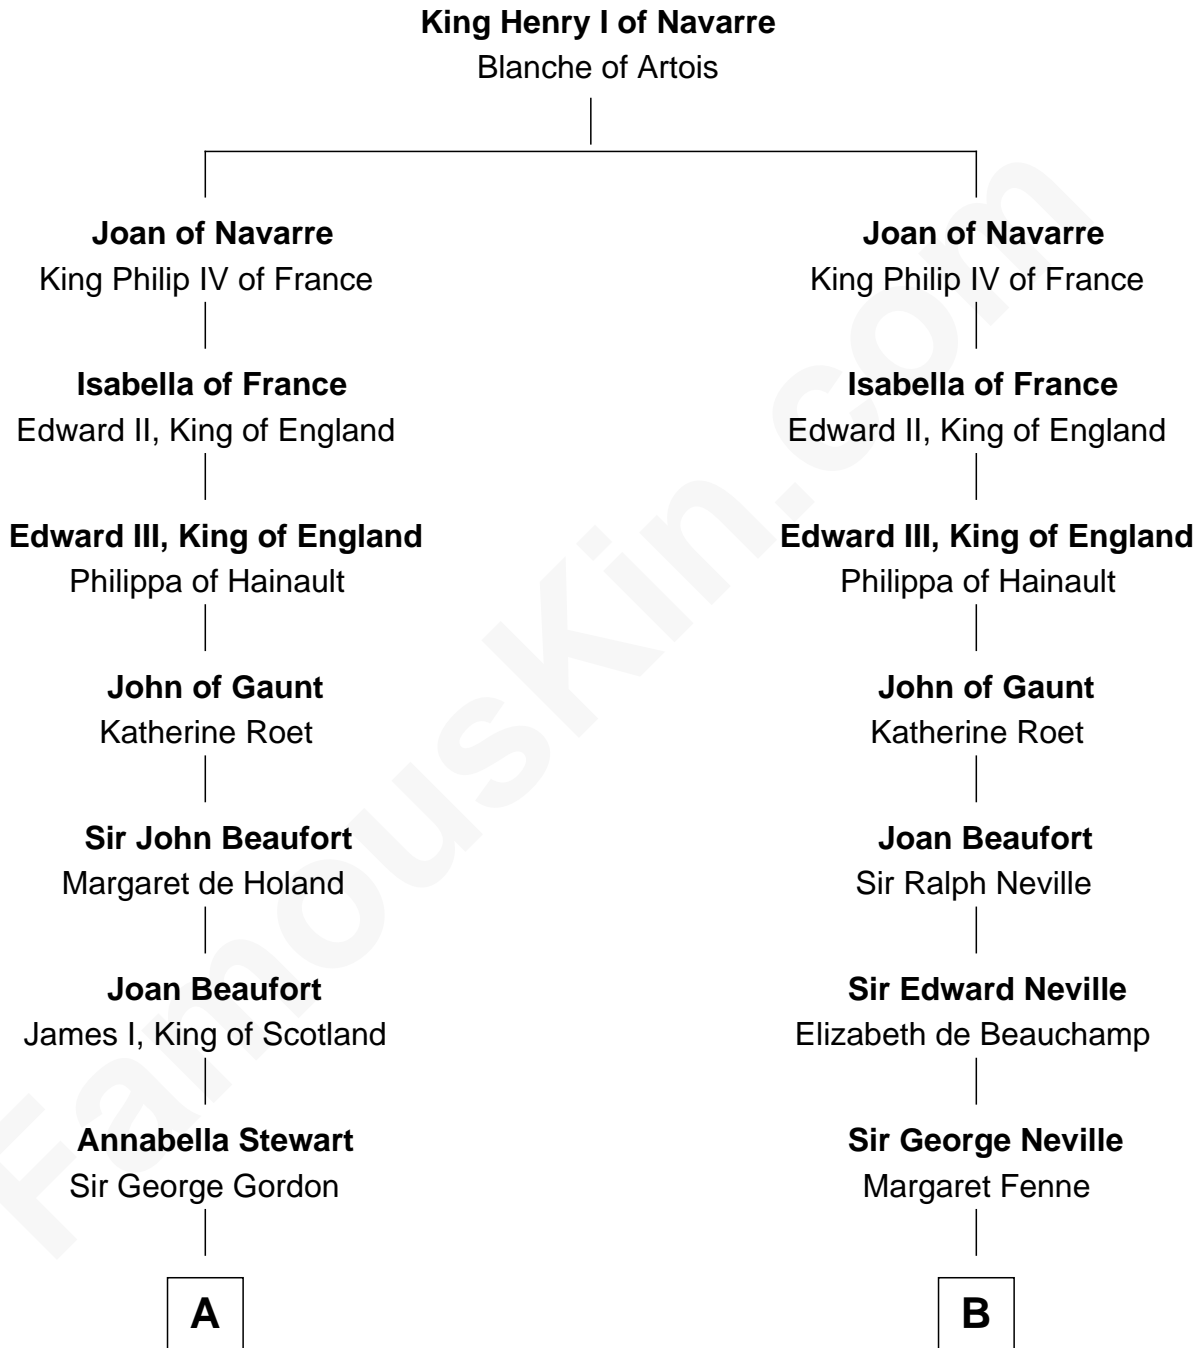 King Henry I of Navarre
Blanche of Artois
Joan of Navarre
King Philip IV of France
Isabella of France
Edward II, King of England
Edward III, King of England
Philippa of Hainault
John of Gaunt
Katherine Roet
Sir John Beaufort
Margaret de Holand
Joan Beaufort
James I, King of Scotland
Annabella Stewart
Sir George Gordon
A
Joan of Navarre
King Philip IV of France
Isabella of France
Edward II, King of England
Edward III, King of England
Philippa of Hainault
John of Gaunt
Katherine Roet
Joan Beaufort
Sir Ralph Neville
Sir Edward Neville
Elizabeth de Beauchamp
Sir George Neville
Margaret Fenne
B
FamousKin.com